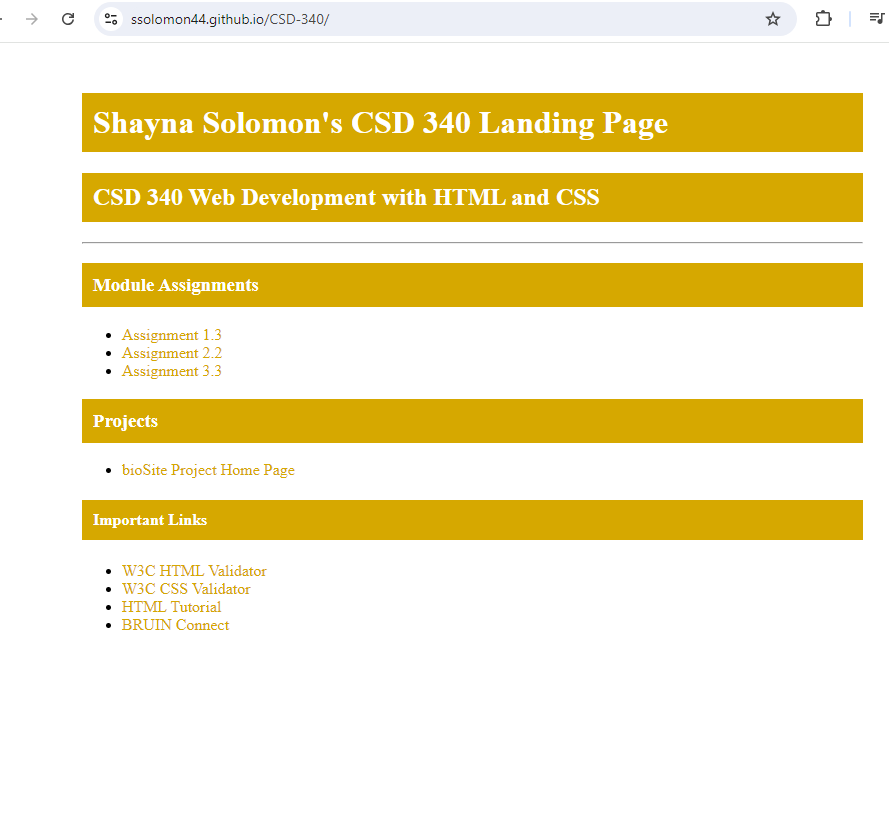 ssolomon44.github.io/CSD-340/
Shayna Solomon's CSD 340 Landing Page
CSD 340 Web Development with HTML and CSS
Module Assignments
Assignment 1.3
Assignment 2.2
Assignment 3.3
Projects
bioSite Project Home Page
Important Links
W3C HTML Validator
W3C CSS Validator
HTML Tutorial
BRUIN Connect